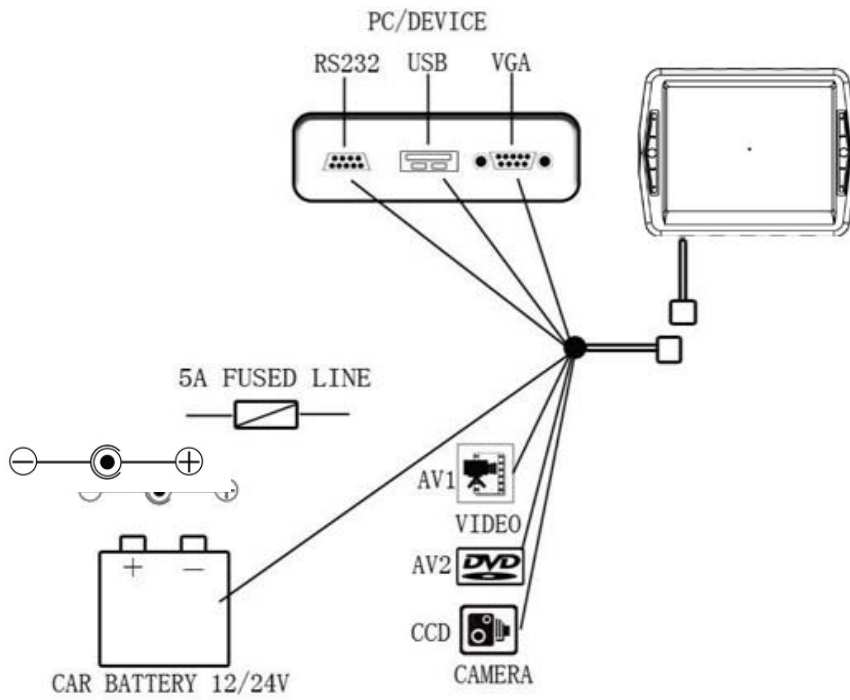 PC/DEVICE
RS232 USB VGA
5A FUSED LINE
AV1
VIDEO
AV2 DVD
CCD
CAMERA
+ −
CAR BATTERY 12/24V